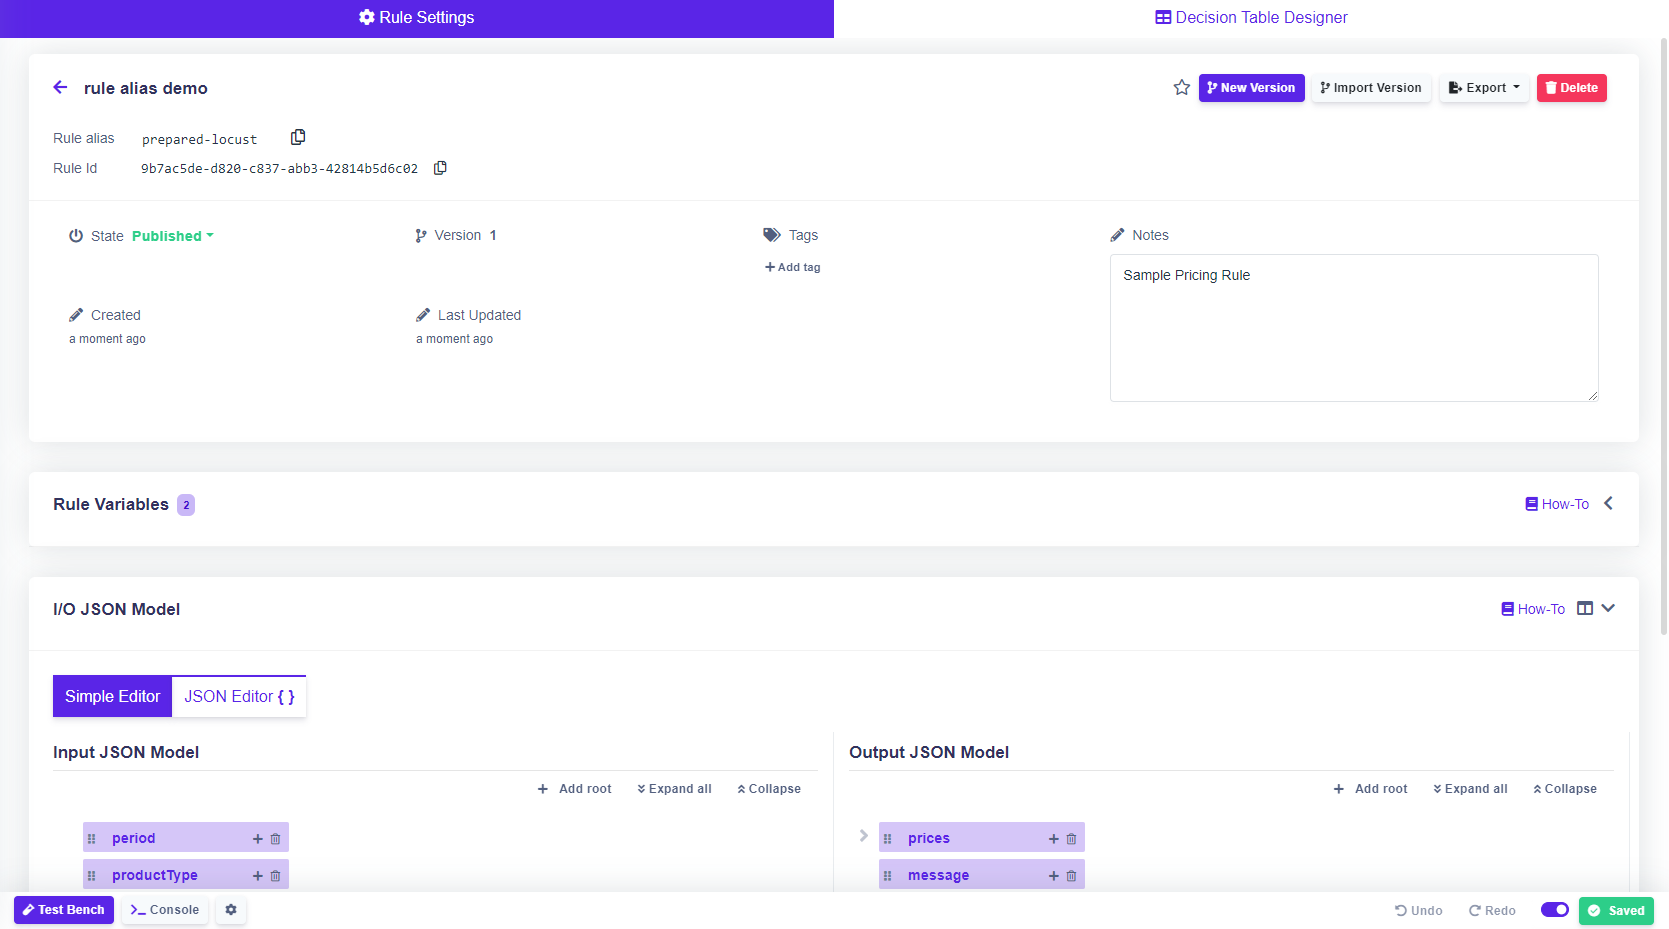 Rule Settings
Decision Table Designer
rule alias demo
New Version
Import Version
Export
Delete
Rule alias prepared-locust
Rule Id 9b7ac5de-d820-c837-abb3-42814b5d6c02
State Published
Version 1
Tags
Notes
Add tag
Sample Pricing Rule
Created
Last Updated
a moment ago
a moment ago
Rule Variables 2
How-To
I/O JSON Model
How-To
Simple Editor
JSON Editor { }
Input JSON Model
Output JSON Model
Add root
Expand all
Collapse
Add root
Expand all
Collapse
period
prices
productType
message
Test Bench
Console
Undo
Redo
Saved